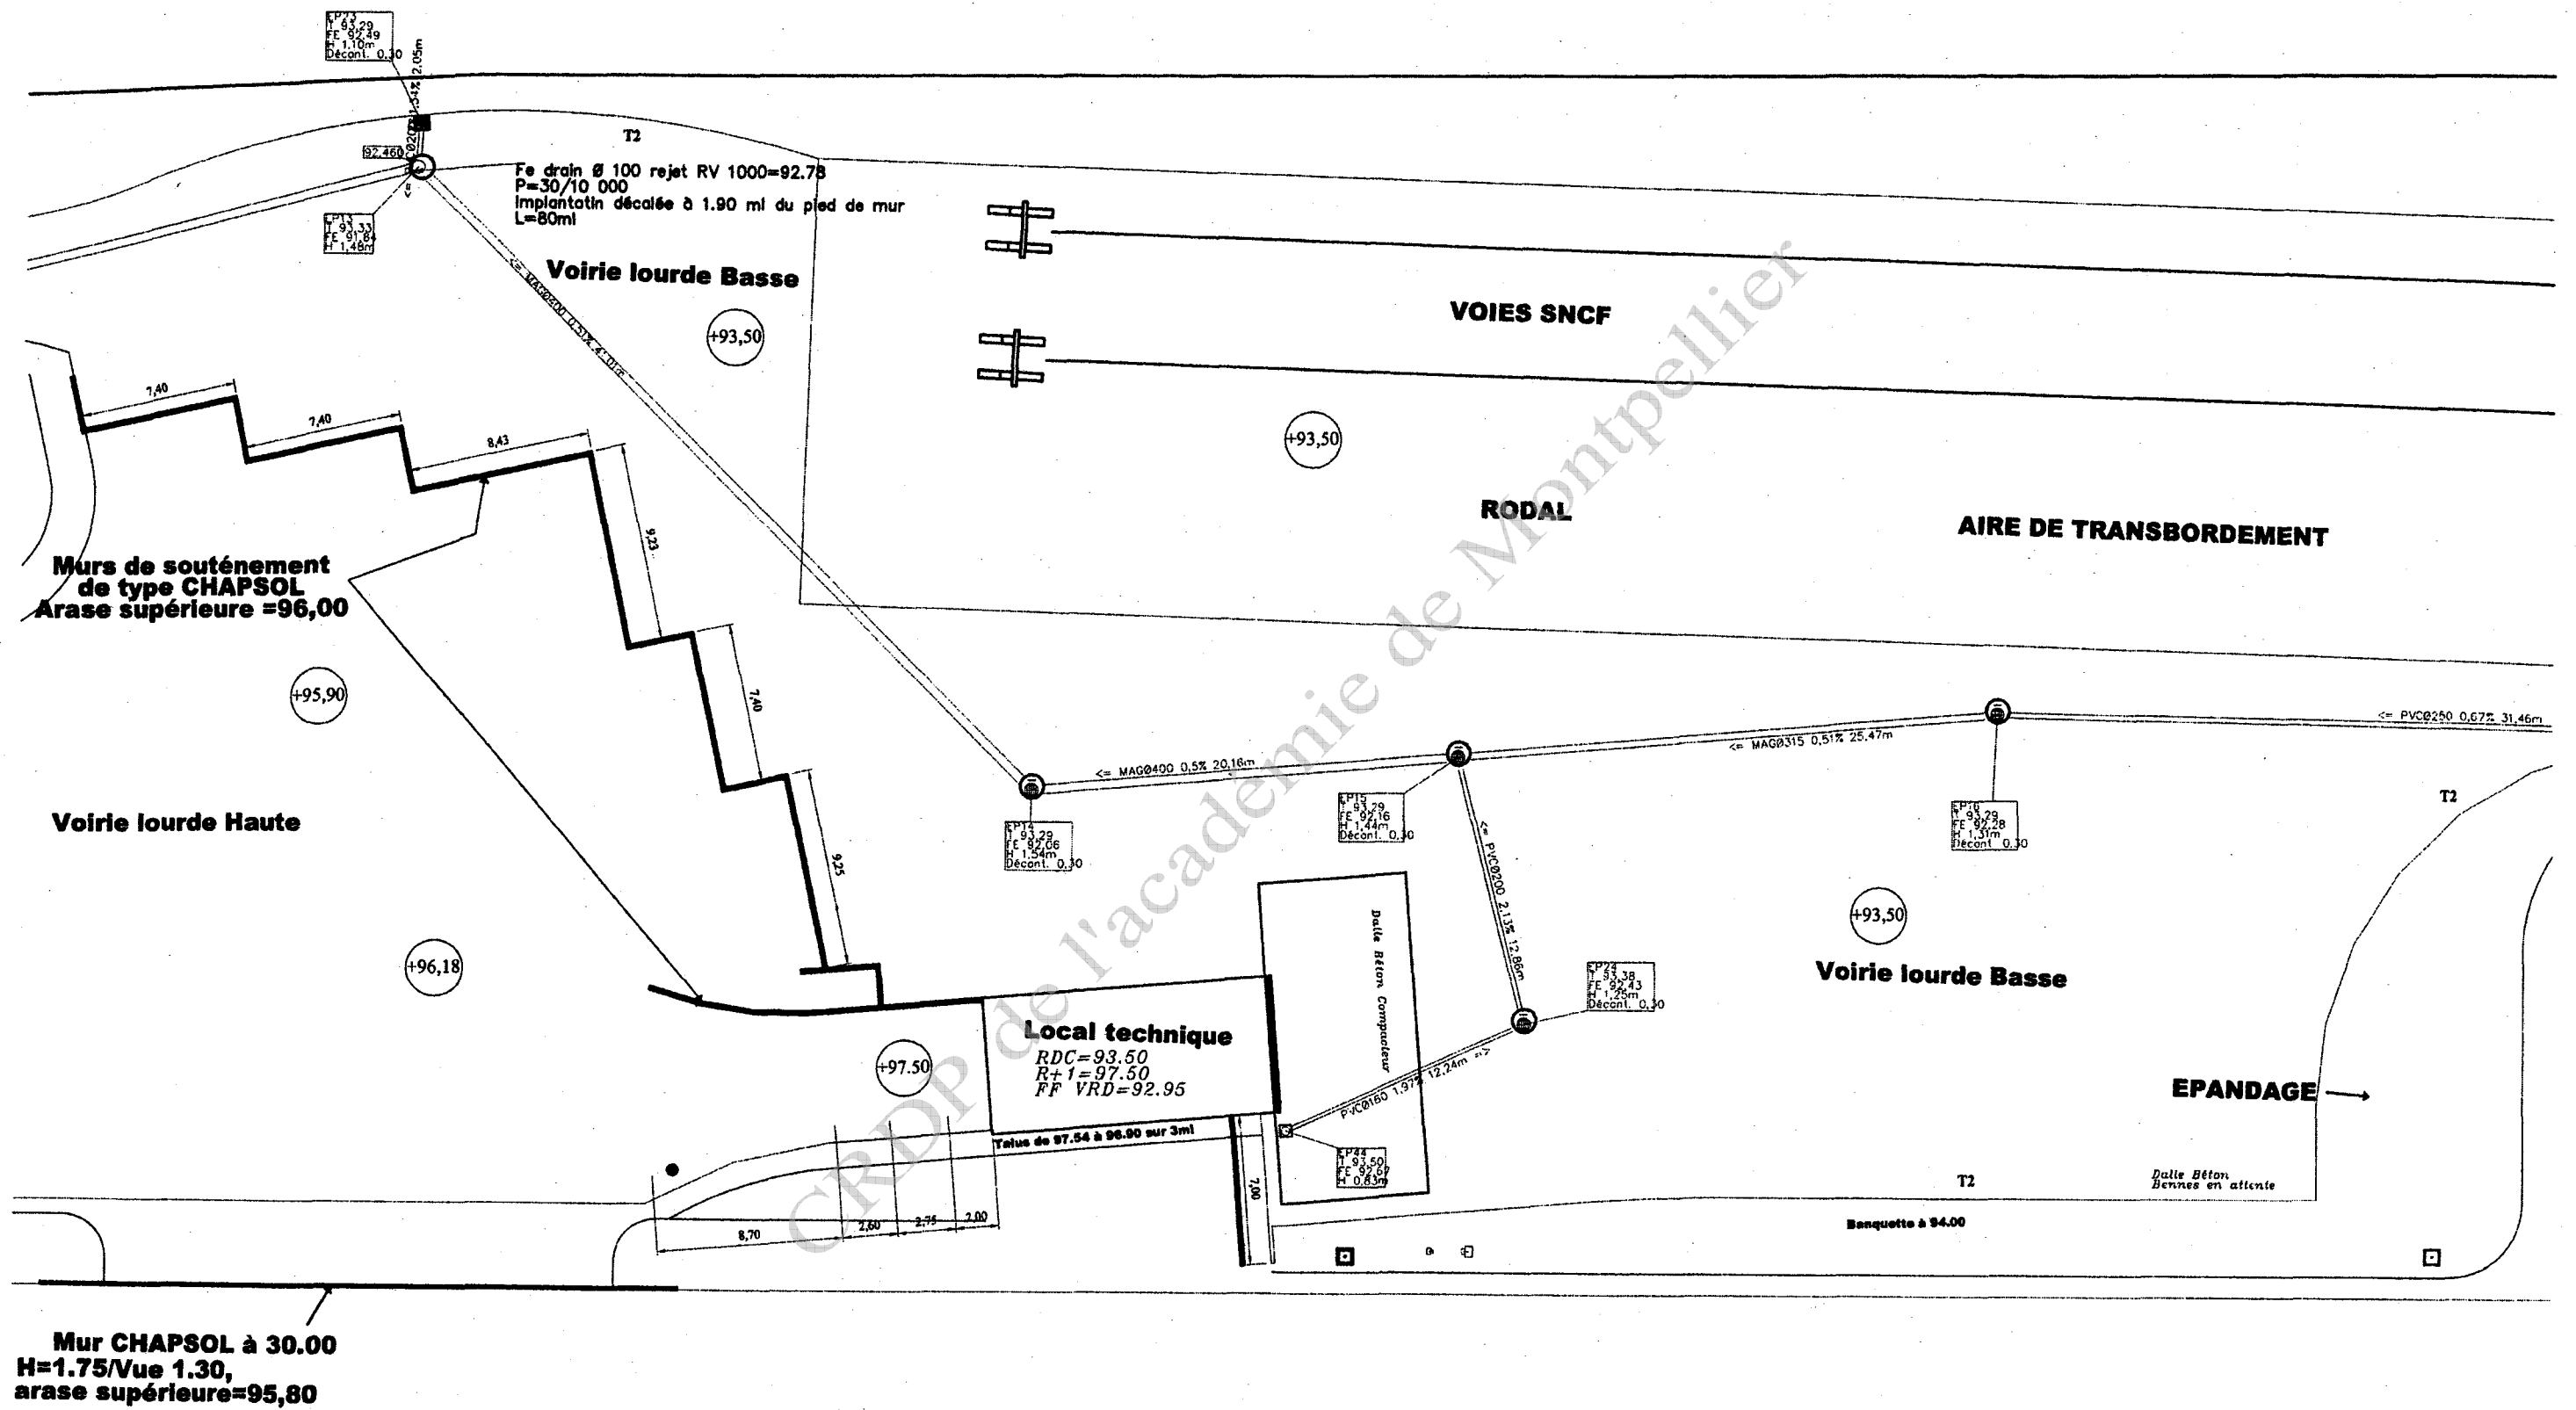 EP23
T 93,29
FE 92,49
H 1,10m
Décant. 0,30
92.460
EP13
T 93,33
FE 91,84
H 1,48m
T2
Fe drain Ø 100 rejet RV 1000=92.78
P=30/10 000
Implantatin décalée à 1.90 ml du pied de mur
L=80ml
Voirie lourde Basse
+93,50
VOIES SNCF
+93,50
RODAL
AIRE DE TRANSBORDEMENT
7,40
7,40
8,43
9,23
7,40
9,25
Murs de souténement
de type CHAPSOL
Arase supérieure =96,00
+95,90
Voirie lourde Haute
+96,18
<= MAGØ400 0,5% 20,16m
<= MAGØ315 0,51% 25,47m
<= PVCØ250 0,67% 31,46m
EP14
T 93,29
FE 92,06
H 1,54m
Décant. 0,30
EP15
T 93,29
FE 92,16
H 1,44m
Décant. 0,30
EP16
T 93,29
FE 92,28
H 1,31m
Décant. 0,30
T2
<= PVCØ200 2,13% 12,86m
Dalle Béton Compacteur
+93,50
Voirie lourde Basse
EP24
T 93,38
FE 92,43
H 1,25m
Décant. 0,30
Local technique
RDC=93.50
R+1=97.50
FF VRD=92.95
+97.50
PVCØ160 1,97% 12,24m =>
EPANDAGE
Talus de 97.54 à 96.90 sur 3ml
EP44
T 93,50
FE 92,67
H 0,83m
7,00
T2
Dalle Béton
Bennes en attente
8,70
2,60
2,75
2,00
Banquette à 94.00
Mur CHAPSOL à 30.00
H=1.75/Vue 1.30,
arase supérieure=95,80
CRDP de l'académie de Montpellier